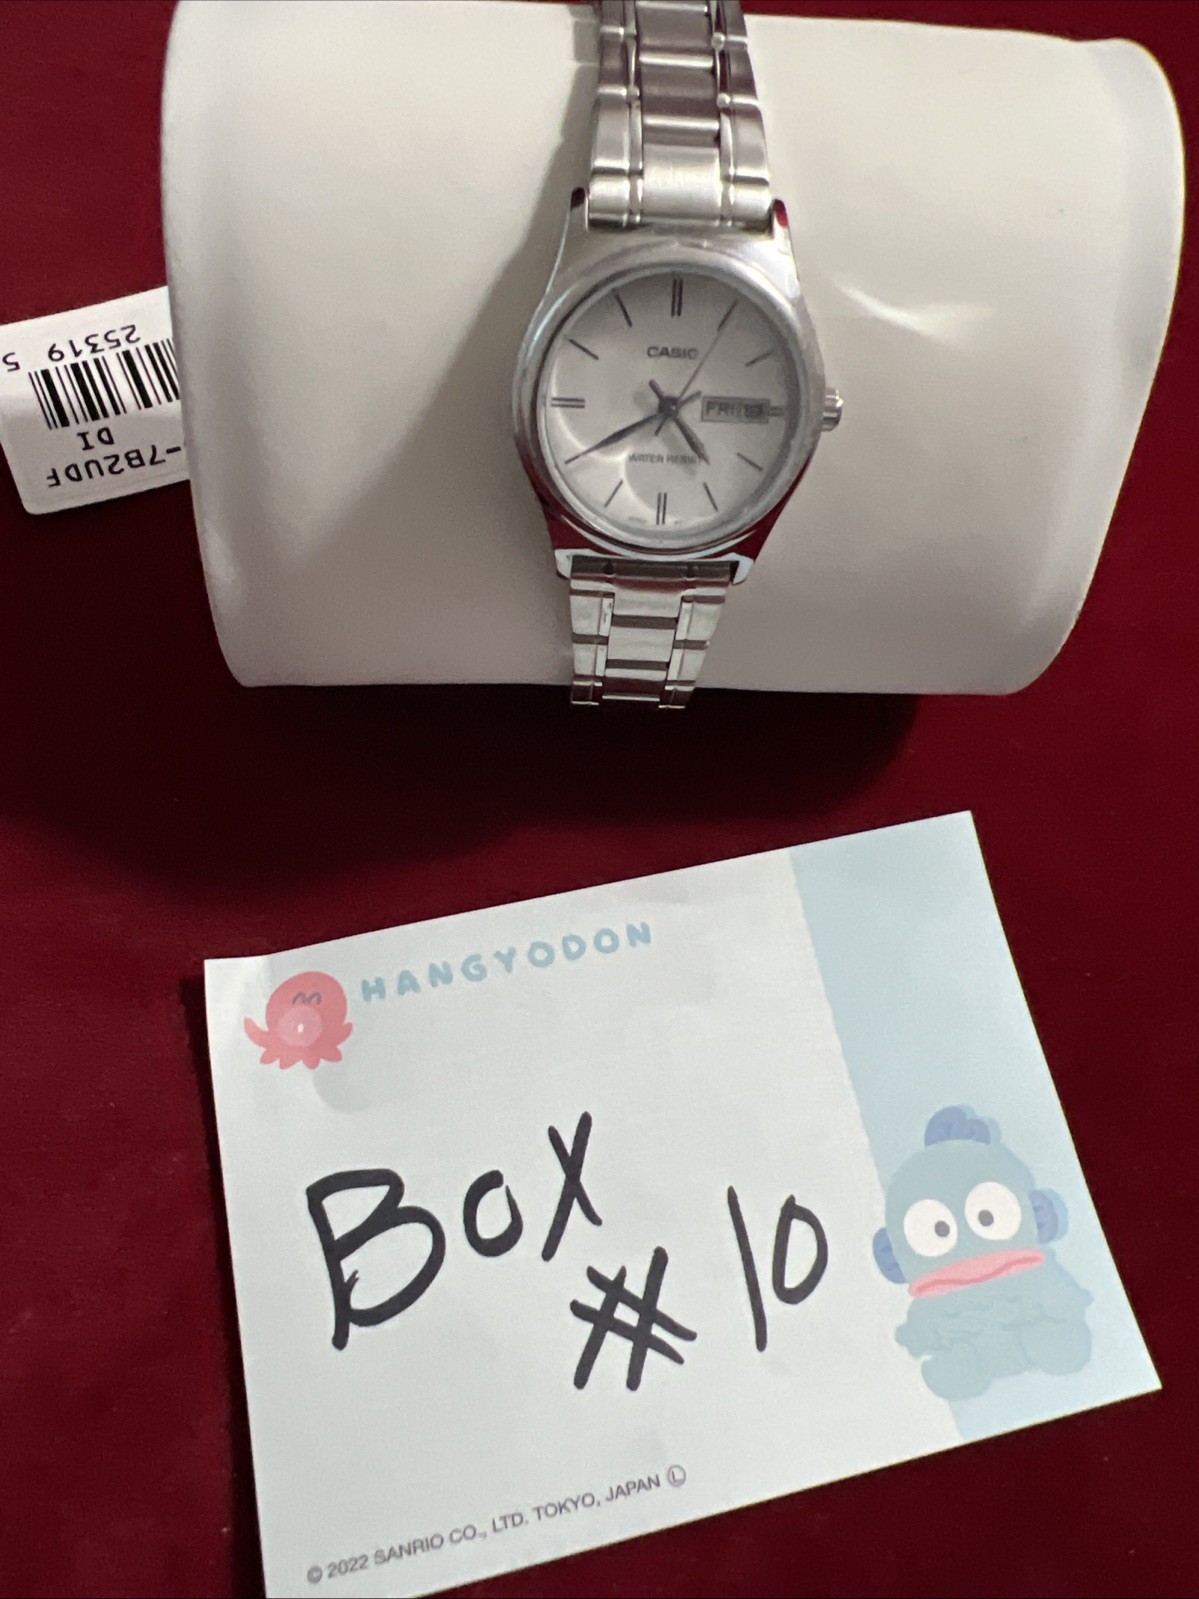 CASIO
FRI
WATER RESIST
25319 5
DI
-7B2UDF
HANGYODON
Box
# 10
© 2022 SANRIO CO., LTD. TOKYO, JAPAN Ⓛ